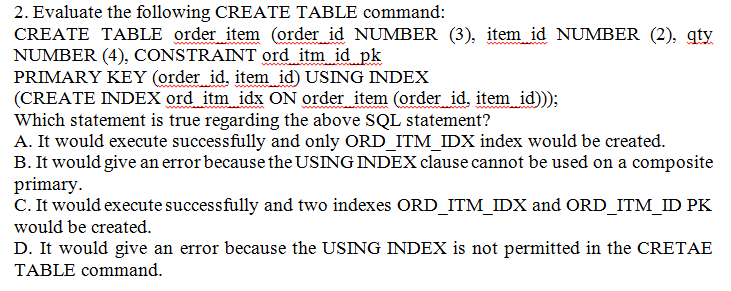 2. Evaluate the following CREATE TABLE command:
CREATE TABLE order_item (order_id NUMBER (3), item_id NUMBER (2), qty
NUMBER (4), CONSTRAINT ord_itm_id_pk
PRIMARY KEY (order_id, item_id) USING INDEX
(CREATE INDEX ord_itm_idx ON order_item (order_id, item_id)));
Which statement is true regarding the above SQL statement?
A. It would execute successfully and only ORD_ITM_IDX index would be created.
B. It would give an error because the USING INDEX clause cannot be used on a composite
primary.
C. It would execute successfully and two indexes ORD_ITM_IDX and ORD_ITM_ID PK
would be created.
D. It would give an error because the USING INDEX is not permitted in the CRETAE
TABLE command.